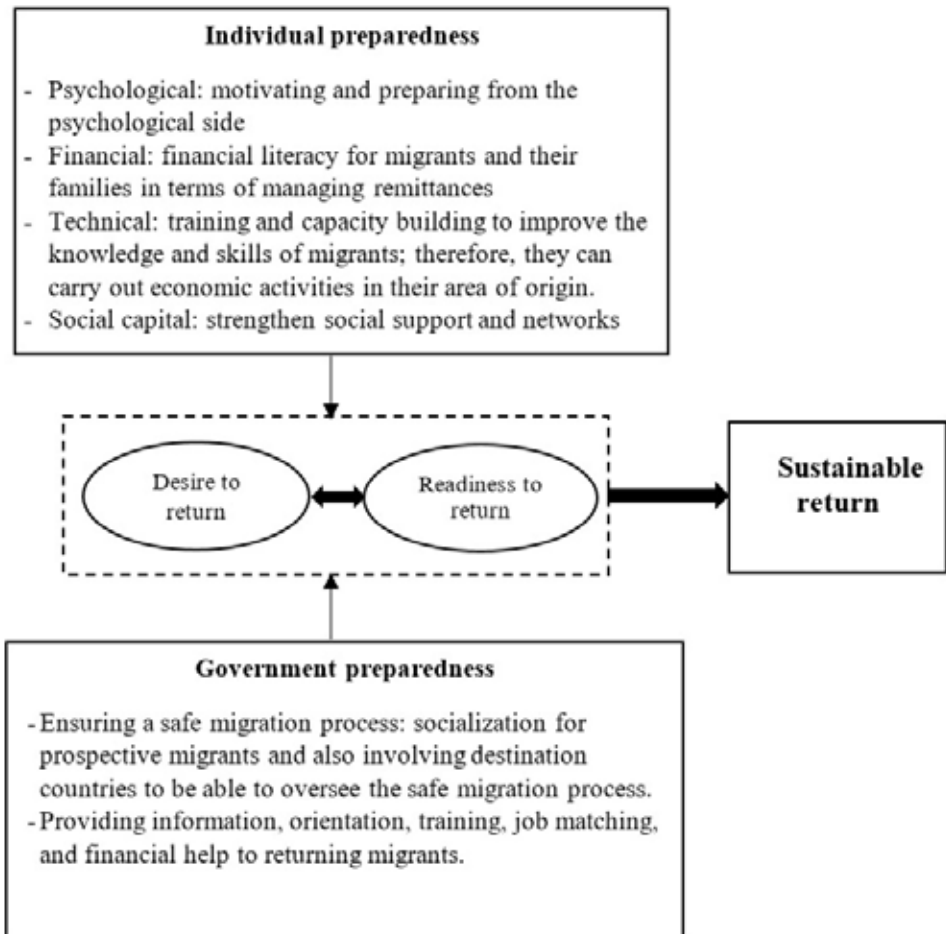 Individual preparedness
- Psychological: motivating and preparing from the
psychological side
- Financial: financial literacy for migrants and their
families in terms of managing remittances
- Technical: training and capacity building to improve the
knowledge and skills of migrants; therefore, they can
carry out economic activities in their area of origin.
- Social capital: strengthen social support and networks
Desire to
return
Readiness to
return
Sustainable
return
Government preparedness
- Ensuring a safe migration process: socialization for
prospective migrants and also involving destination
countries to be able to oversee the safe migration process.
- Providing information, orientation, training, job matching,
and financial help to returning migrants.